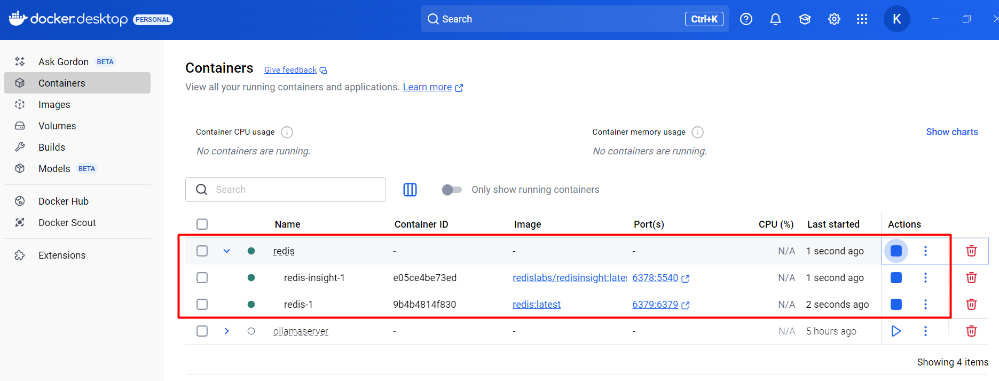 docker.desktop PERSONAL
Search
Ctrl+K
K
Ask Gordon BETA
Containers
Images
Volumes
Builds
Models BETA
Docker Hub
Docker Scout
Extensions
Containers Give feedback
View all your running containers and applications. Learn more
Container CPU usage
No containers are running.
Container memory usage
No containers are running.
Show charts
Search
Only show running containers
Name Container ID Image Port(s) CPU (%) Last started Actions
redis - - - N/A 1 second ago
redis-insight-1 e05ce4be73ed redislabs/redisinsight:late 6378:5540 N/A 1 second ago
redis-1 9b4b4814f830 redis:latest 6379:6379 N/A 2 seconds ago
ollamaserver - - - N/A 5 hours ago
Showing 4 items